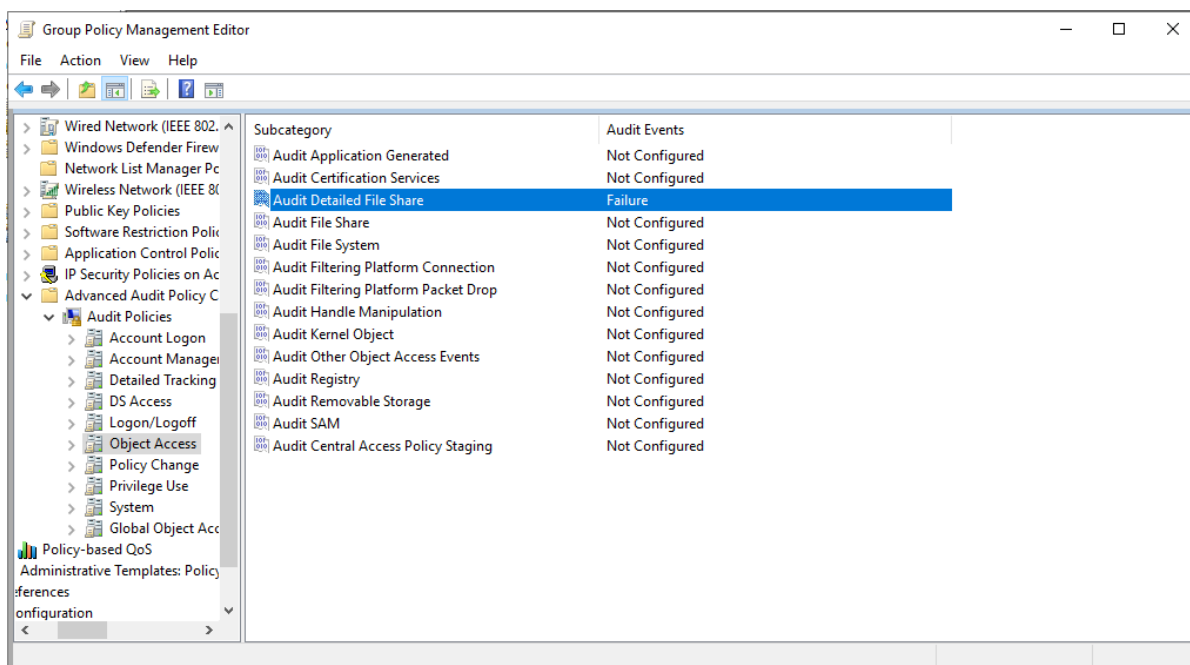 Group Policy Management Editor
File Action View Help
Wired Network (IEEE 802.
Windows Defender Firew
Network List Manager Pc
Wireless Network (IEEE 8(
Public Key Policies
Software Restriction Polic
Application Control Polic
IP Security Policies on Ac
Advanced Audit Policy C
Audit Policies
Account Logon
Account Manager
Detailed Tracking
DS Access
Logon/Logoff
Object Access
Policy Change
Privilege Use
System
Global Object Acc
Policy-based QoS
Administrative Templates: Policy
eferences
onfiguration
Subcategory Audit Events
Audit Application Generated Not Configured
Audit Certification Services Not Configured
Audit Detailed File Share Failure
Audit File Share Not Configured
Audit File System Not Configured
Audit Filtering Platform Connection Not Configured
Audit Filtering Platform Packet Drop Not Configured
Audit Handle Manipulation Not Configured
Audit Kernel Object Not Configured
Audit Other Object Access Events Not Configured
Audit Registry Not Configured
Audit Removable Storage Not Configured
Audit SAM Not Configured
Audit Central Access Policy Staging Not Configured